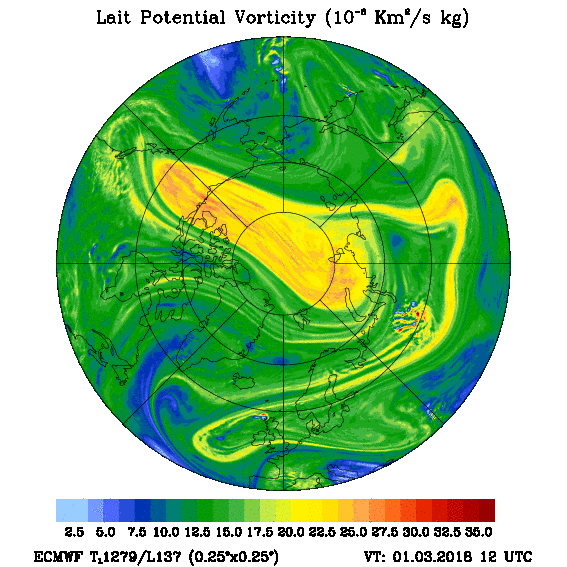 Lait Potential Vorticity (10⁻⁸ Km²/s kg)
2.5 5.0 7.5 10.0 12.5 15.0 17.5 20.0 22.5 25.0 27.5 30.0 32.5 35.0
ECMWF T_L1279/L137 (0.25°x0.25°) VT: 01.03.2018 12 UTC